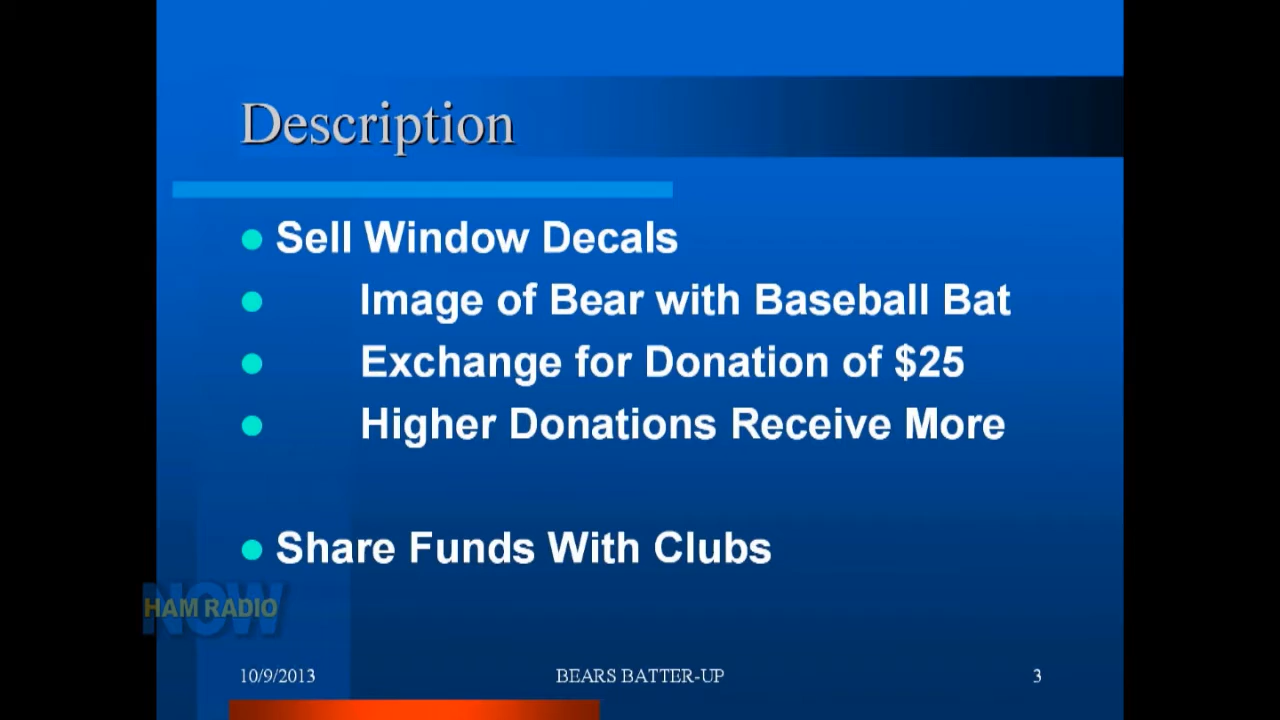 Description
Sell Window Decals
Image of Bear with Baseball Bat
Exchange for Donation of $25
Higher Donations Receive More
Share Funds With Clubs
NOW
HAM RADIO
10/9/2013 BEARS BATTER-UP 3